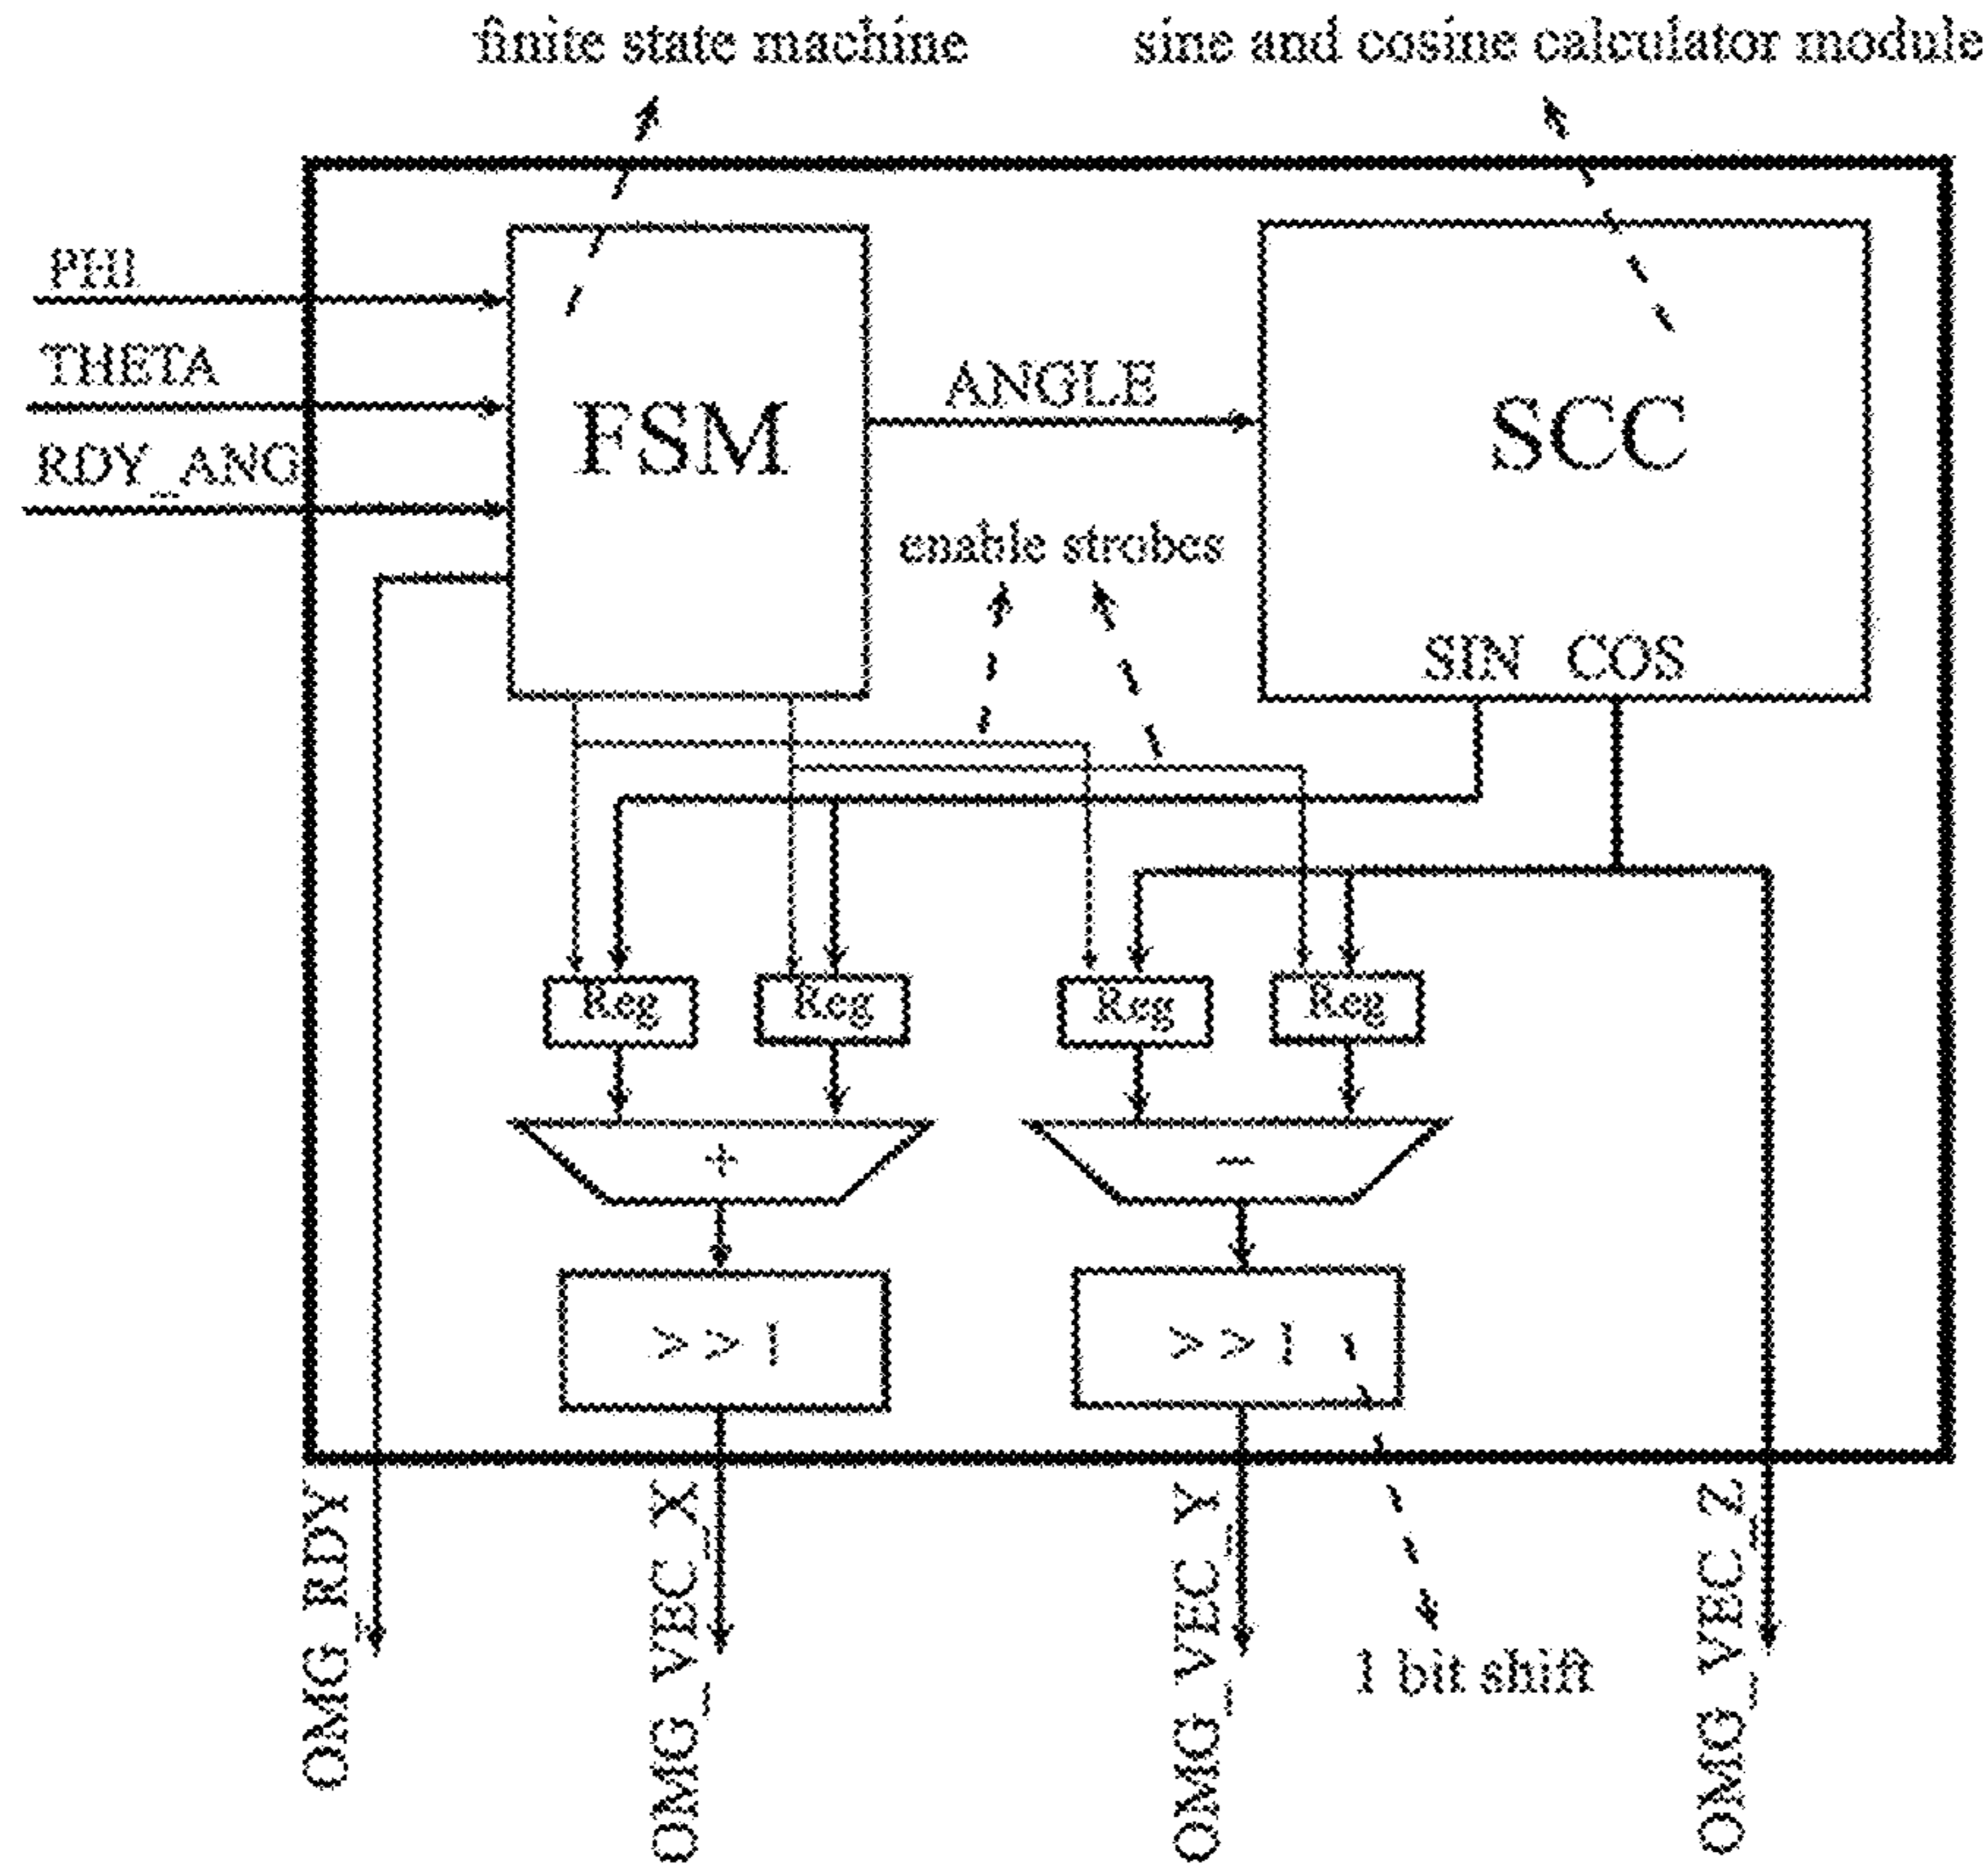 finite state machine
sine and cosine calculator module
PHI
THETA
RDY_ANG
FSM
ANGLE
SCC
enable strobes
SIN COS
Reg
Reg
Reg
Reg
+
−
>>1
>>1
OMG_RDY
OMG_VEC_X
OMG_VEC_Y
1 bit shift
OMG_VEC_Z